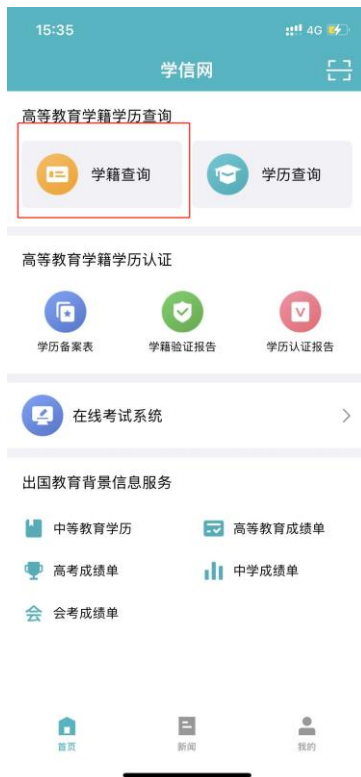 15:35 4G
学信网
高等教育学籍学历查询
学籍查询 学历查询
高等教育学籍学历认证
学历备案表 学籍验证报告 学历认证报告
在线考试系统
出国教育背景信息服务
中等教育学历 高等教育成绩单
高考成绩单 中学成绩单
会 会考成绩单
首页 新闻 我的